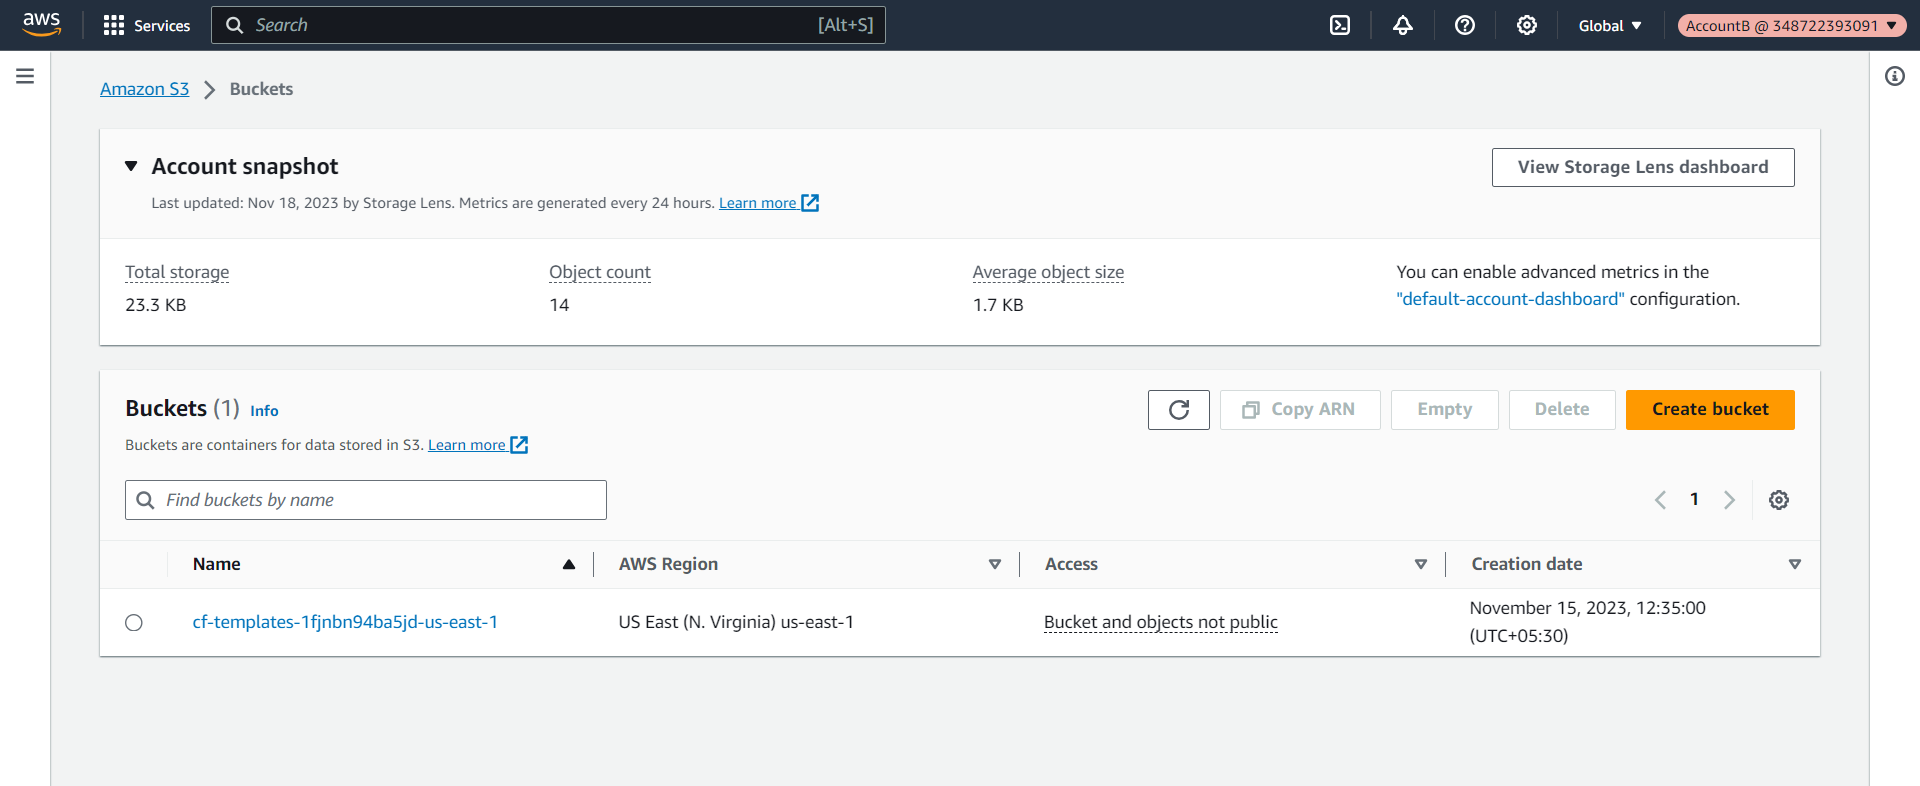 aws
Services
Search [Alt+S]
Global
AccountB @ 348722393091
Amazon S3 Buckets
Account snapshot
View Storage Lens dashboard
Last updated: Nov 18, 2023 by Storage Lens. Metrics are generated every 24 hours. Learn more
Total storage
23.3 KB
Object count
14
Average object size
1.7 KB
You can enable advanced metrics in the
"default-account-dashboard" configuration.
Buckets (1) Info
Copy ARN
Empty
Delete
Create bucket
Buckets are containers for data stored in S3. Learn more
Find buckets by name
1
Name AWS Region Access Creation date
cf-templates-1fjnbn94ba5jd-us-east-1 US East (N. Virginia) us-east-1 Bucket and objects not public November 15, 2023, 12:35:00
(UTC+05:30)